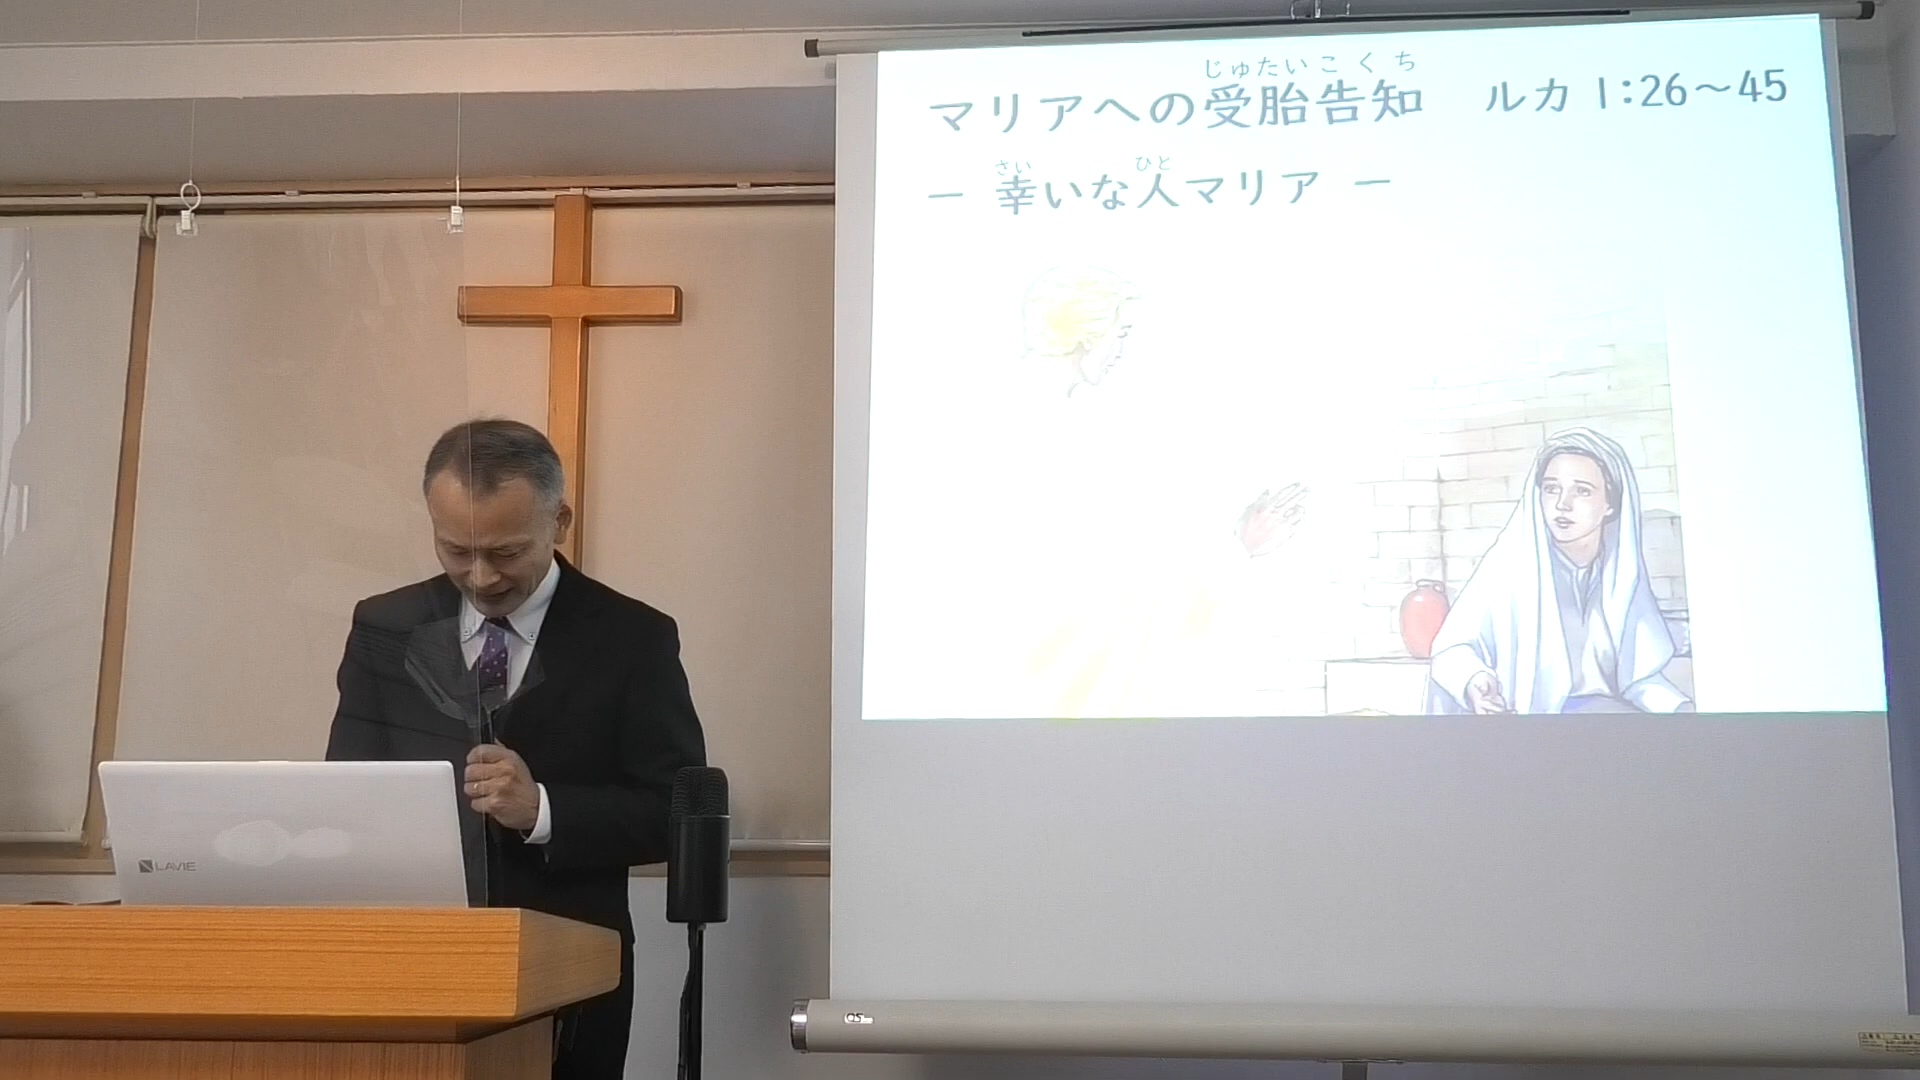 じゅたいこくち
マリアへの受胎告知 ルカ 1:26〜45
さい ひと
― 幸いな人マリア ―
LAVIE
OS